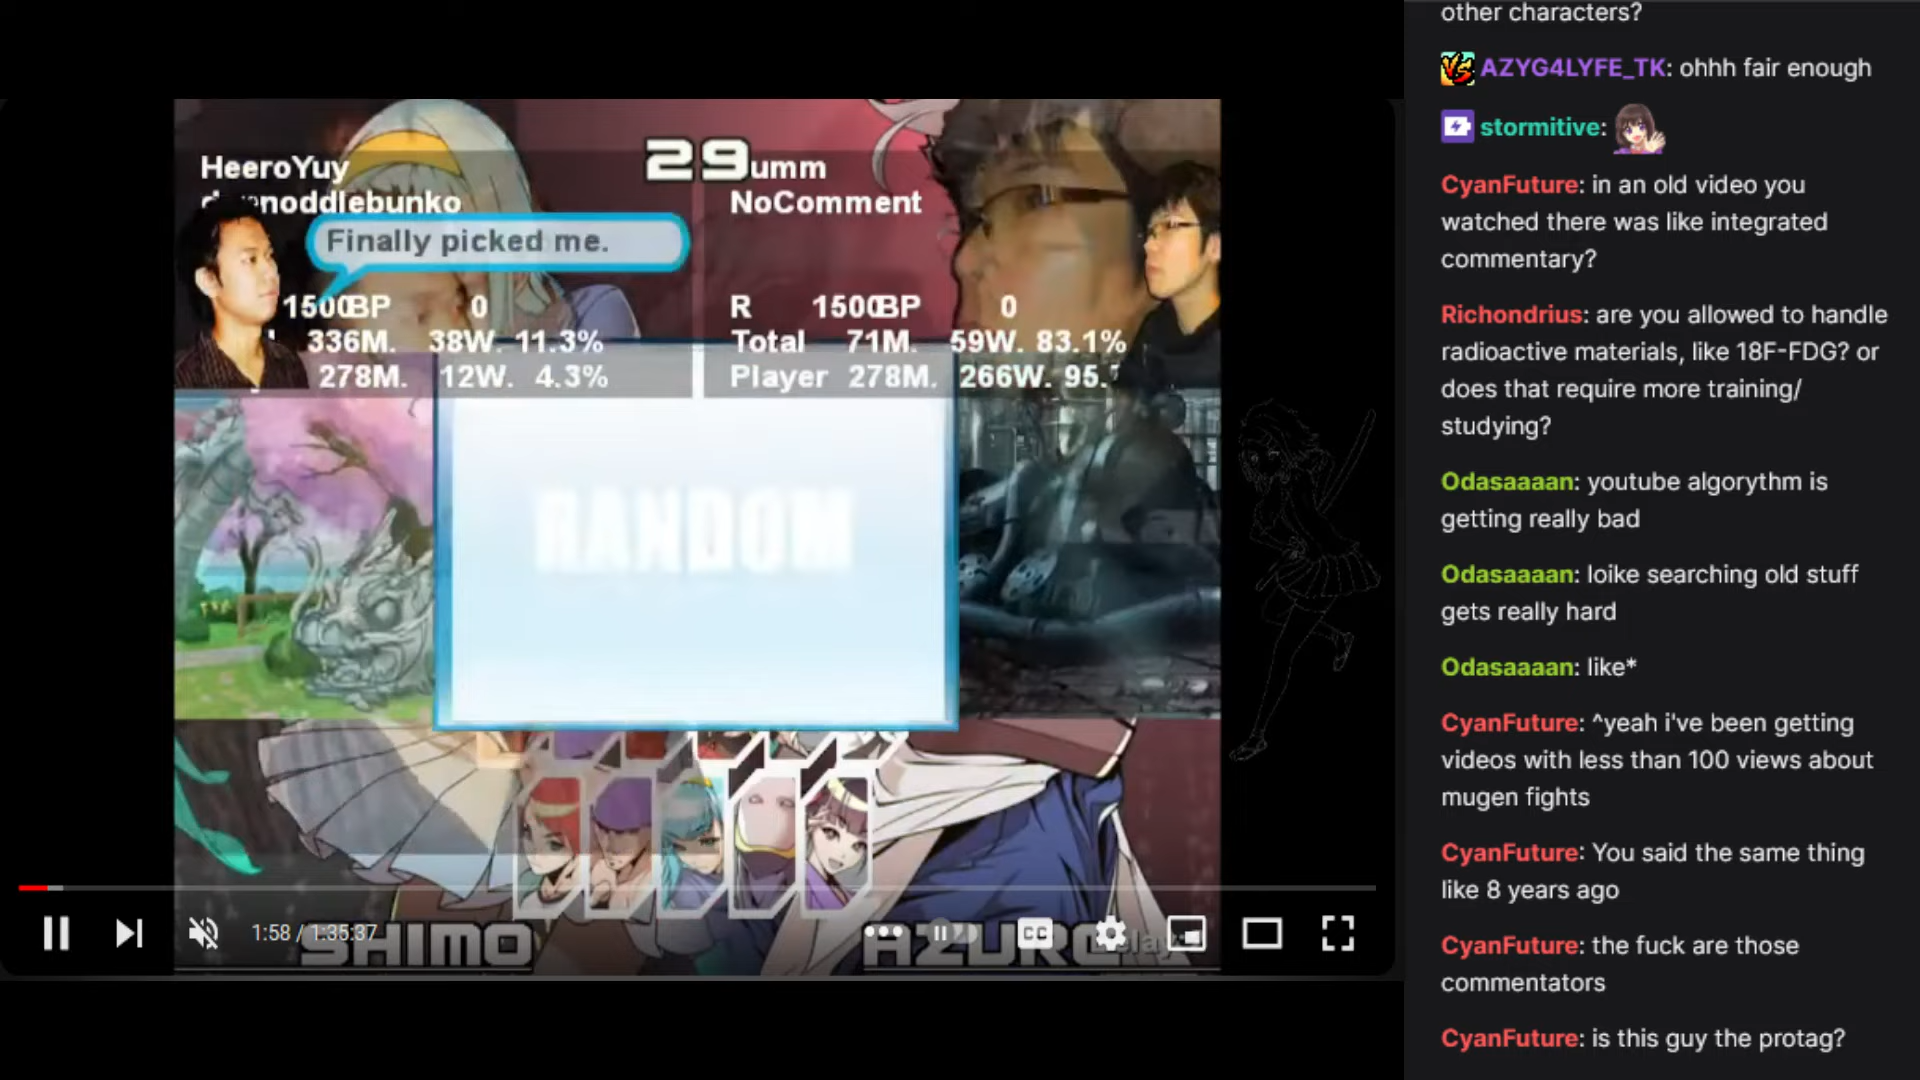 HeeroYuy
29
umm
noddlebunko
NoComment
Finally picked me.
1500BP 0
R 1500BP 0
336M. 38W. 11.3%
Total 71M. 59W. 83.1%
278M. 12W. 4.3%
Player 278M. 266W. 95.
RANDOM
1:58 / 1:35:37
CC
SHIMO
other characters?
AZYG4LYFE_TK: ohhh fair enough
stormitive:
CyanFuture: in an old video you
watched there was like integrated
commentary?
Richondrius: are you allowed to handle
radioactive materials, like 18F-FDG? or
does that require more training/
studying?
Odasaaaan: youtube algorythm is
getting really bad
Odasaaaan: loike searching old stuff
gets really hard
Odasaaaan: like*
CyanFuture: ^yeah i've been getting
videos with less than 100 views about
mugen fights
CyanFuture: You said the same thing
like 8 years ago
CyanFuture: the fuck are those
commentators
CyanFuture: is this guy the protag?